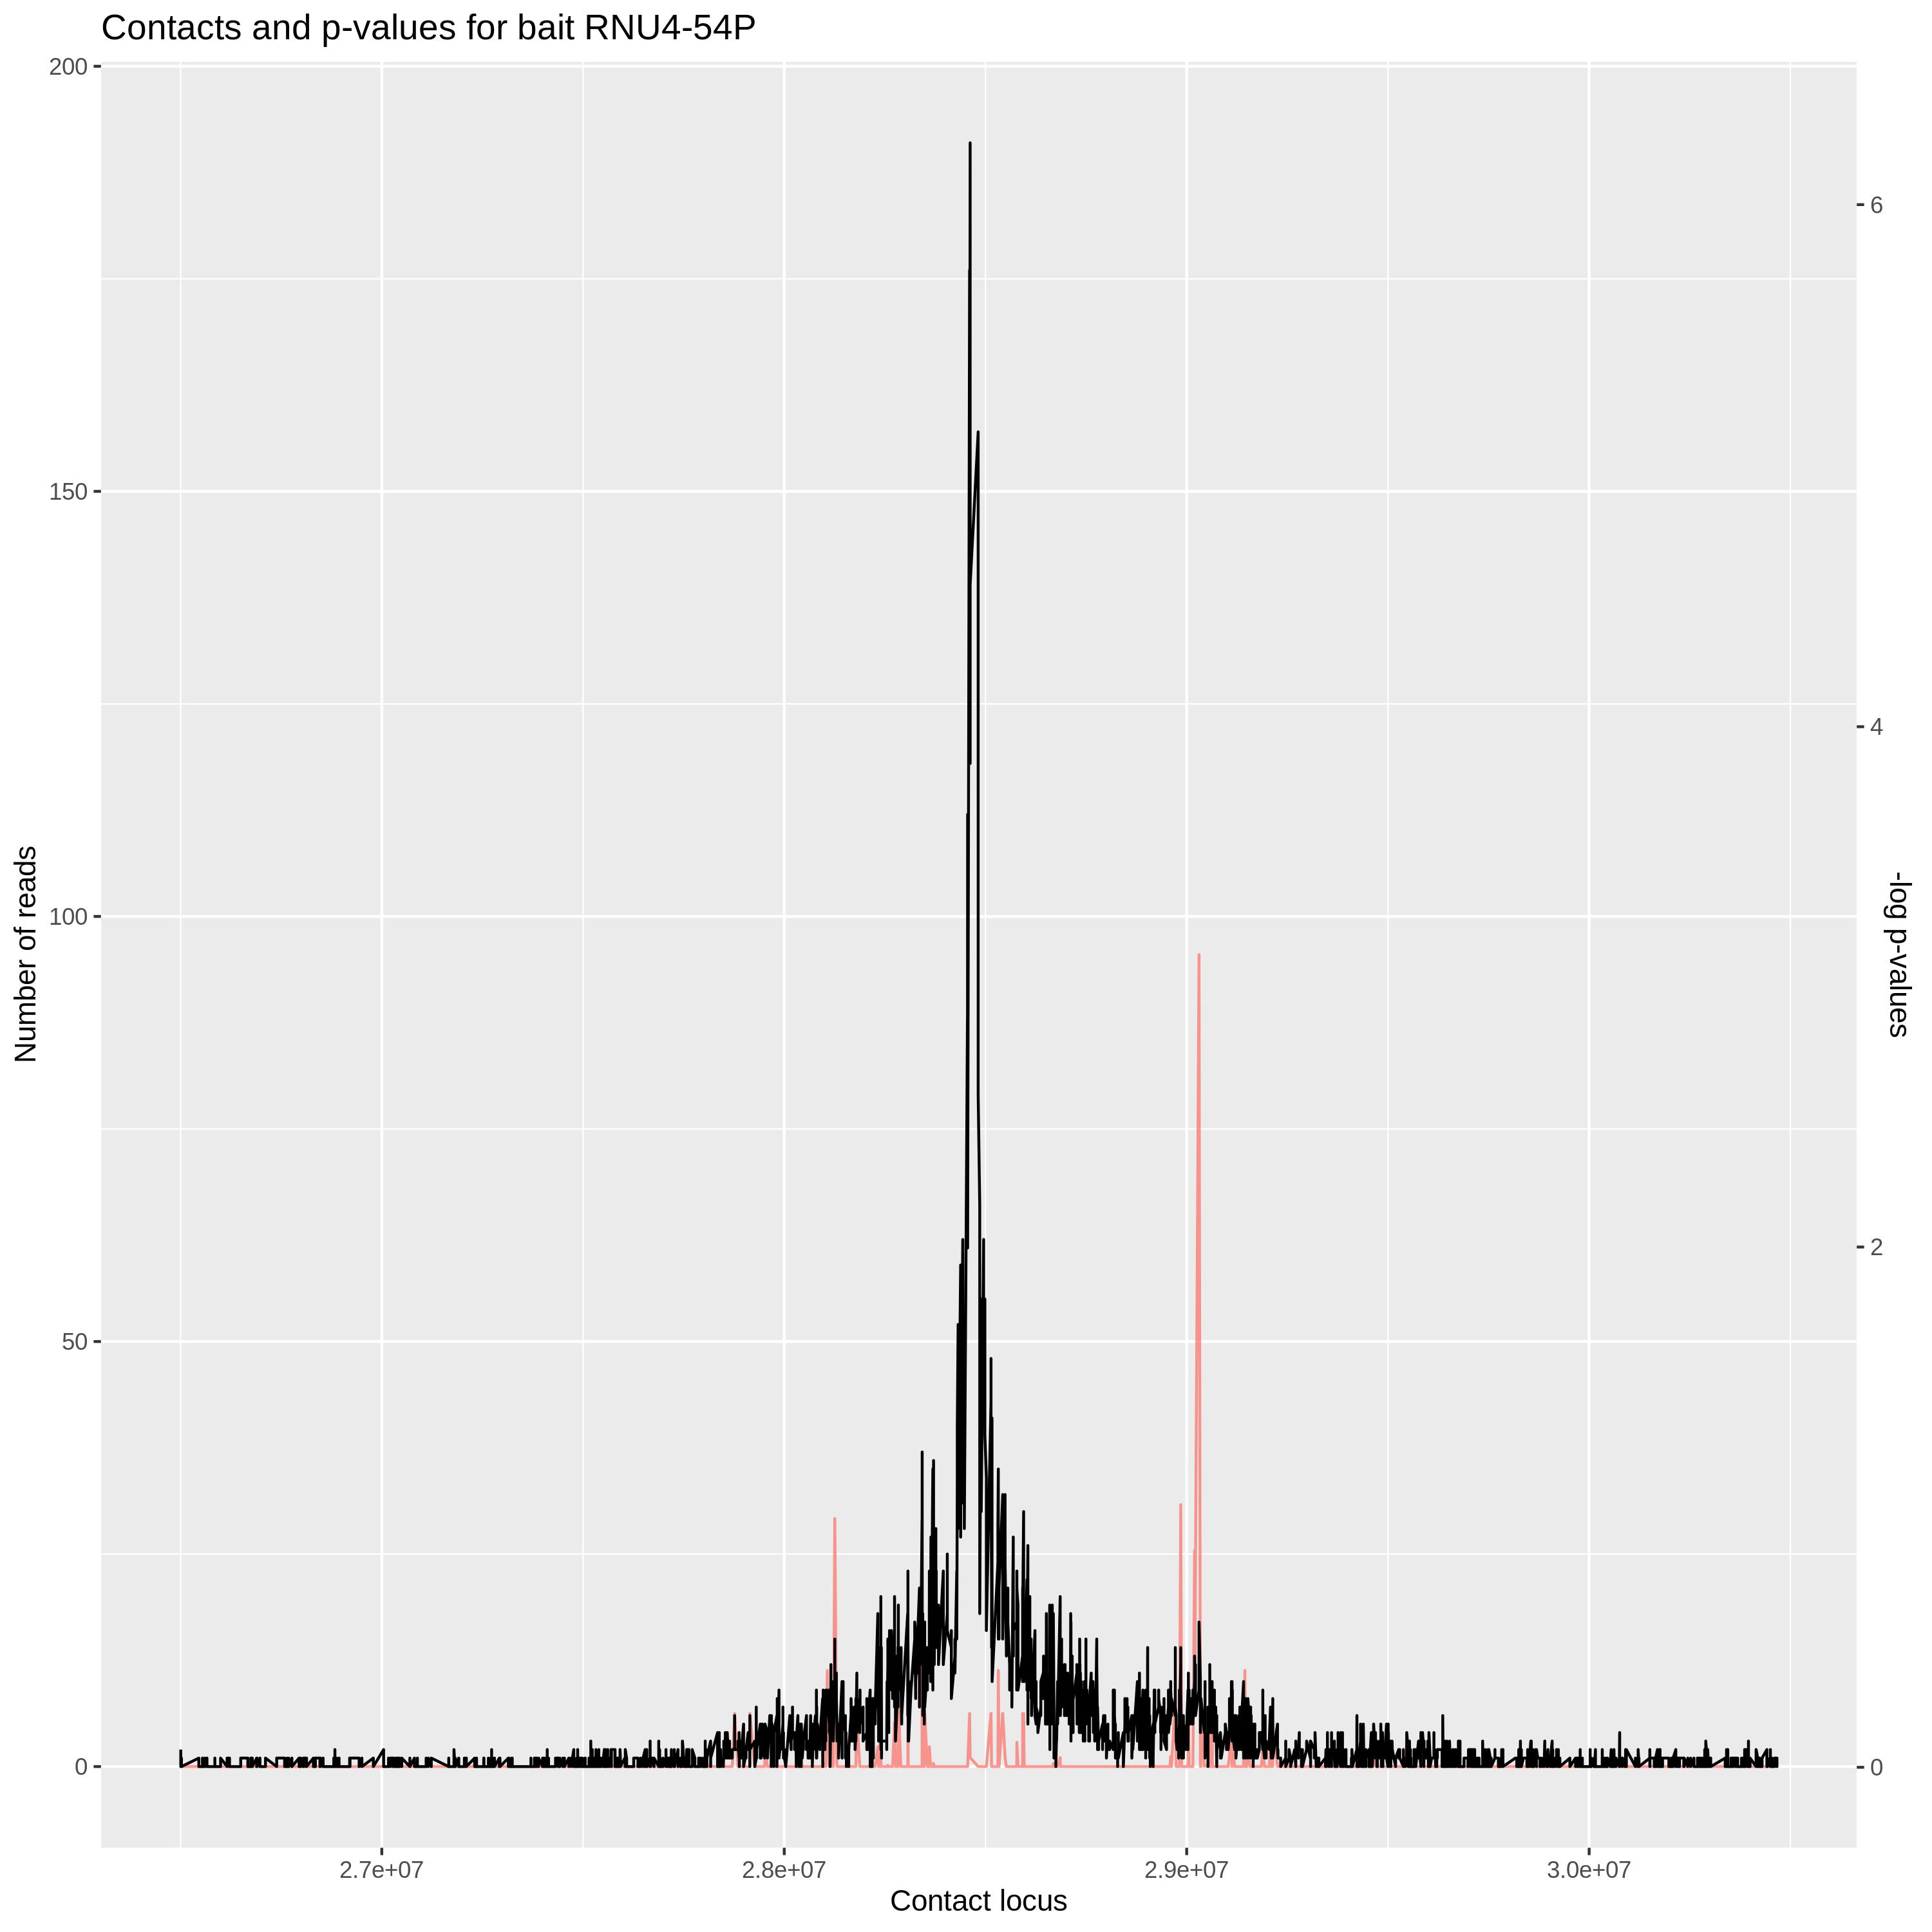 Contacts and p-values for bait RNU4-54P
200
150
100
50
0
Number of reads
6
4
2
0
-log p-values
2.7e+07
2.8e+07
2.9e+07
3.0e+07
Contact locus